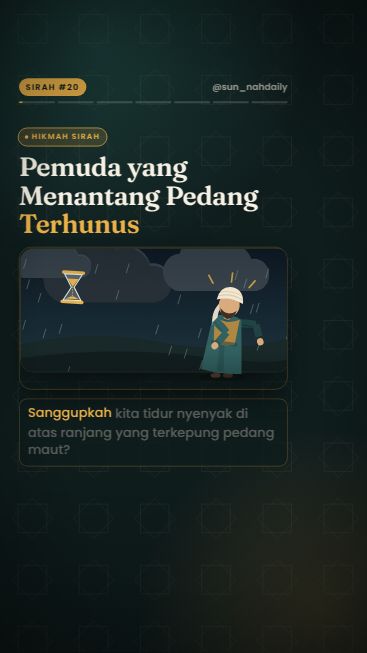 SIRAH #20
@sun_nahdaily
• HIKMAH SIRAH
Pemuda yang
Menantang Pedang
Terhunus
Sanggupkah kita tidur nyenyak di
atas ranjang yang terkepung pedang
maut?